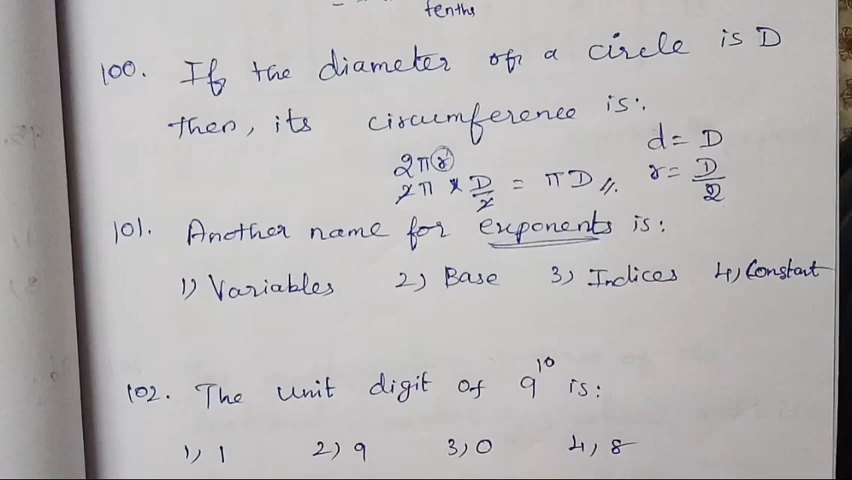 tenths
100. If the diameter of a circle is D
then, its circumference is:.
d = D
2πr
r = D/2
2π × D/2 = πD //.
101. Another name for exponents is:
1) Variables 2) Base 3) Indices 4) Constant
102. The unit digit of 9^10 is:
1) 1 2) 9 3) 0 4) 8